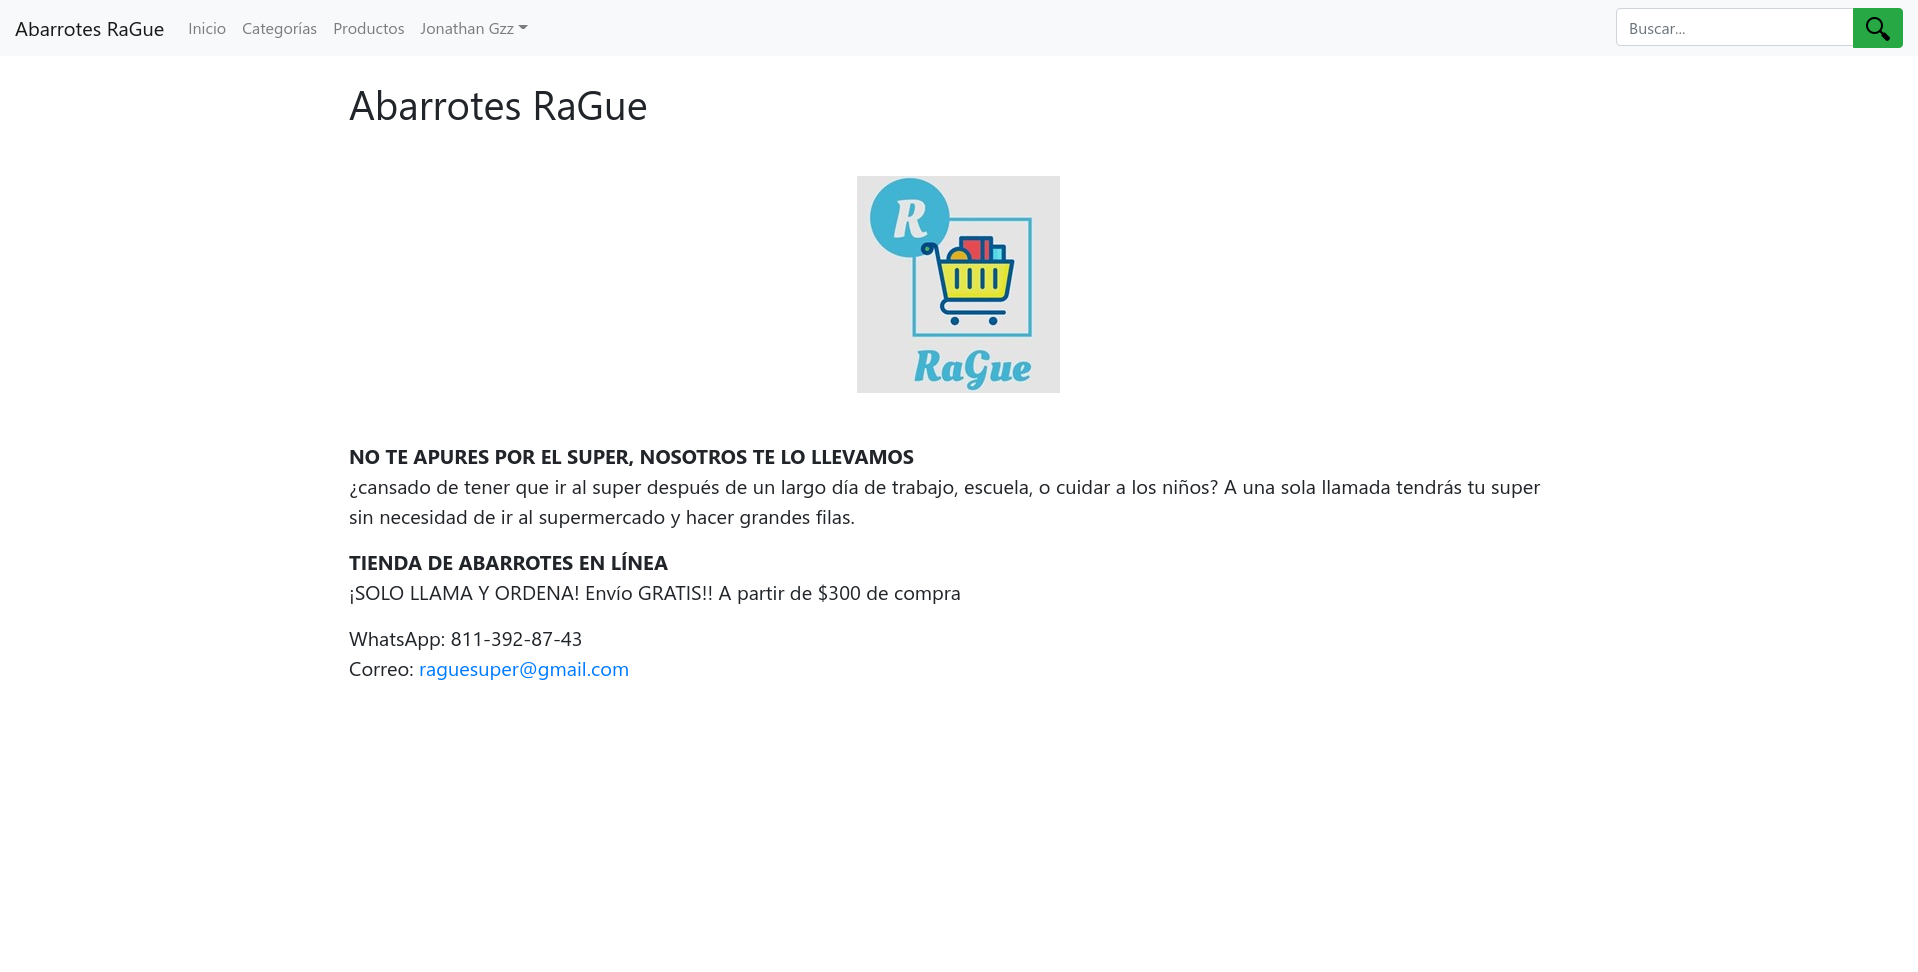 Abarrotes RaGue Inicio Categorías Productos Jonathan Gzz Buscar...
Abarrotes RaGue
R
RaGue
NO TE APURES POR EL SUPER, NOSOTROS TE LO LLEVAMOS
¿cansado de tener que ir al super después de un largo día de trabajo, escuela, o cuidar a los niños? A una sola llamada tendrás tu super
sin necesidad de ir al supermercado y hacer grandes filas.
TIENDA DE ABARROTES EN LÍNEA
¡SOLO LLAMA Y ORDENA! Envío GRATIS!! A partir de $300 de compra
WhatsApp: 811-392-87-43
Correo: raguesuper@gmail.com